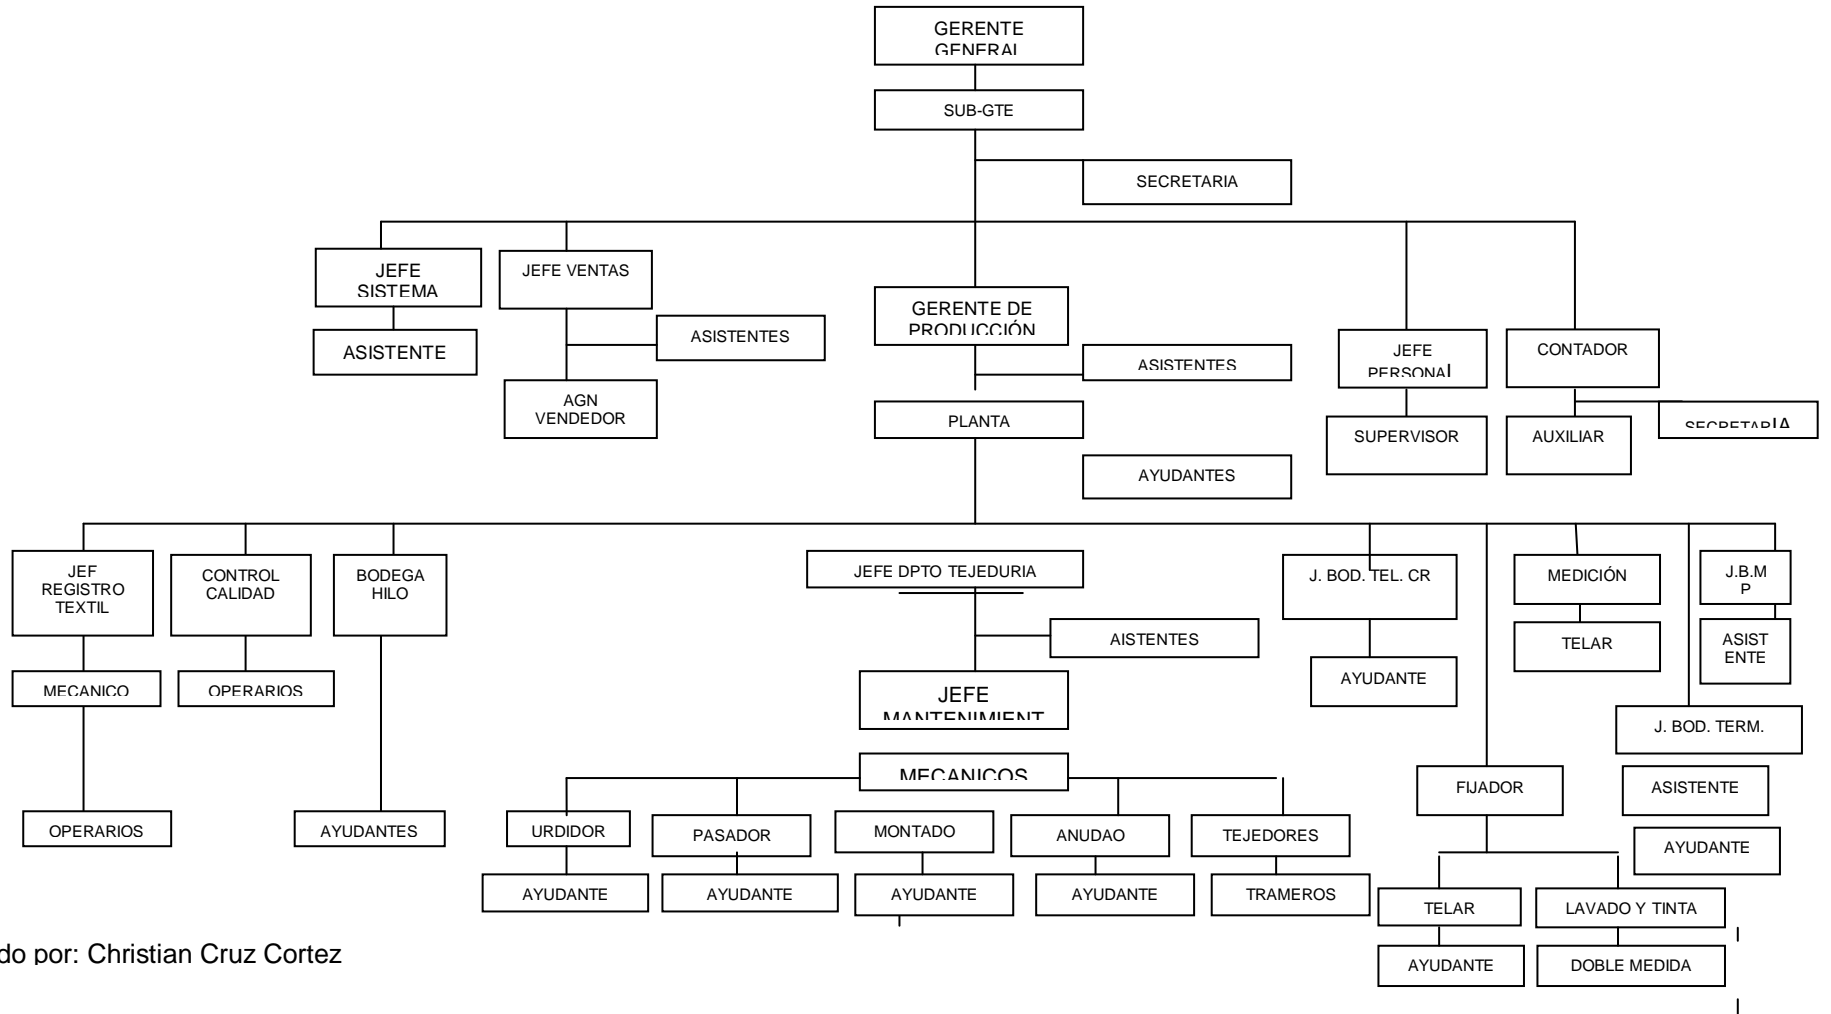 GERENTE
GENERAL
SUB-GTE
SECRETARIA
JEFE
SISTEMA
JEFE VENTAS
GERENTE DE
PRODUCCIÓN
ASISTENTE
ASISTENTES
ASISTENTES
JEFE
PERSONAL
CONTADOR
AGN
VENDEDOR
PLANTA
SUPERVISOR
AUXILIAR
SECRETARÍA
AYUDANTES
JEF
REGISTRO
TEXTIL
CONTROL
CALIDAD
BODEGA
HILO
JEFE DPTO TEJEDURIA
J. BOD. TEL. CR
MEDICIÓN
J.B.M
P
AISTENTES
TELAR
ASIST
ENTE
MECANICO
OPERARIOS
JEFE
MANTENIMIENT
AYUDANTE
J. BOD. TERM.
MECANICOS
FIJADOR
ASISTENTE
OPERARIOS
AYUDANTES
URDIDOR
PASADOR
MONTADO
ANUDAO
TEJEDORES
AYUDANTE
AYUDANTE
AYUDANTE
AYUDANTE
AYUDANTE
TRAMEROS
TELAR
LAVADO Y TINTA
AYUDANTE
DOBLE MEDIDA
do por: Christian Cruz Cortez